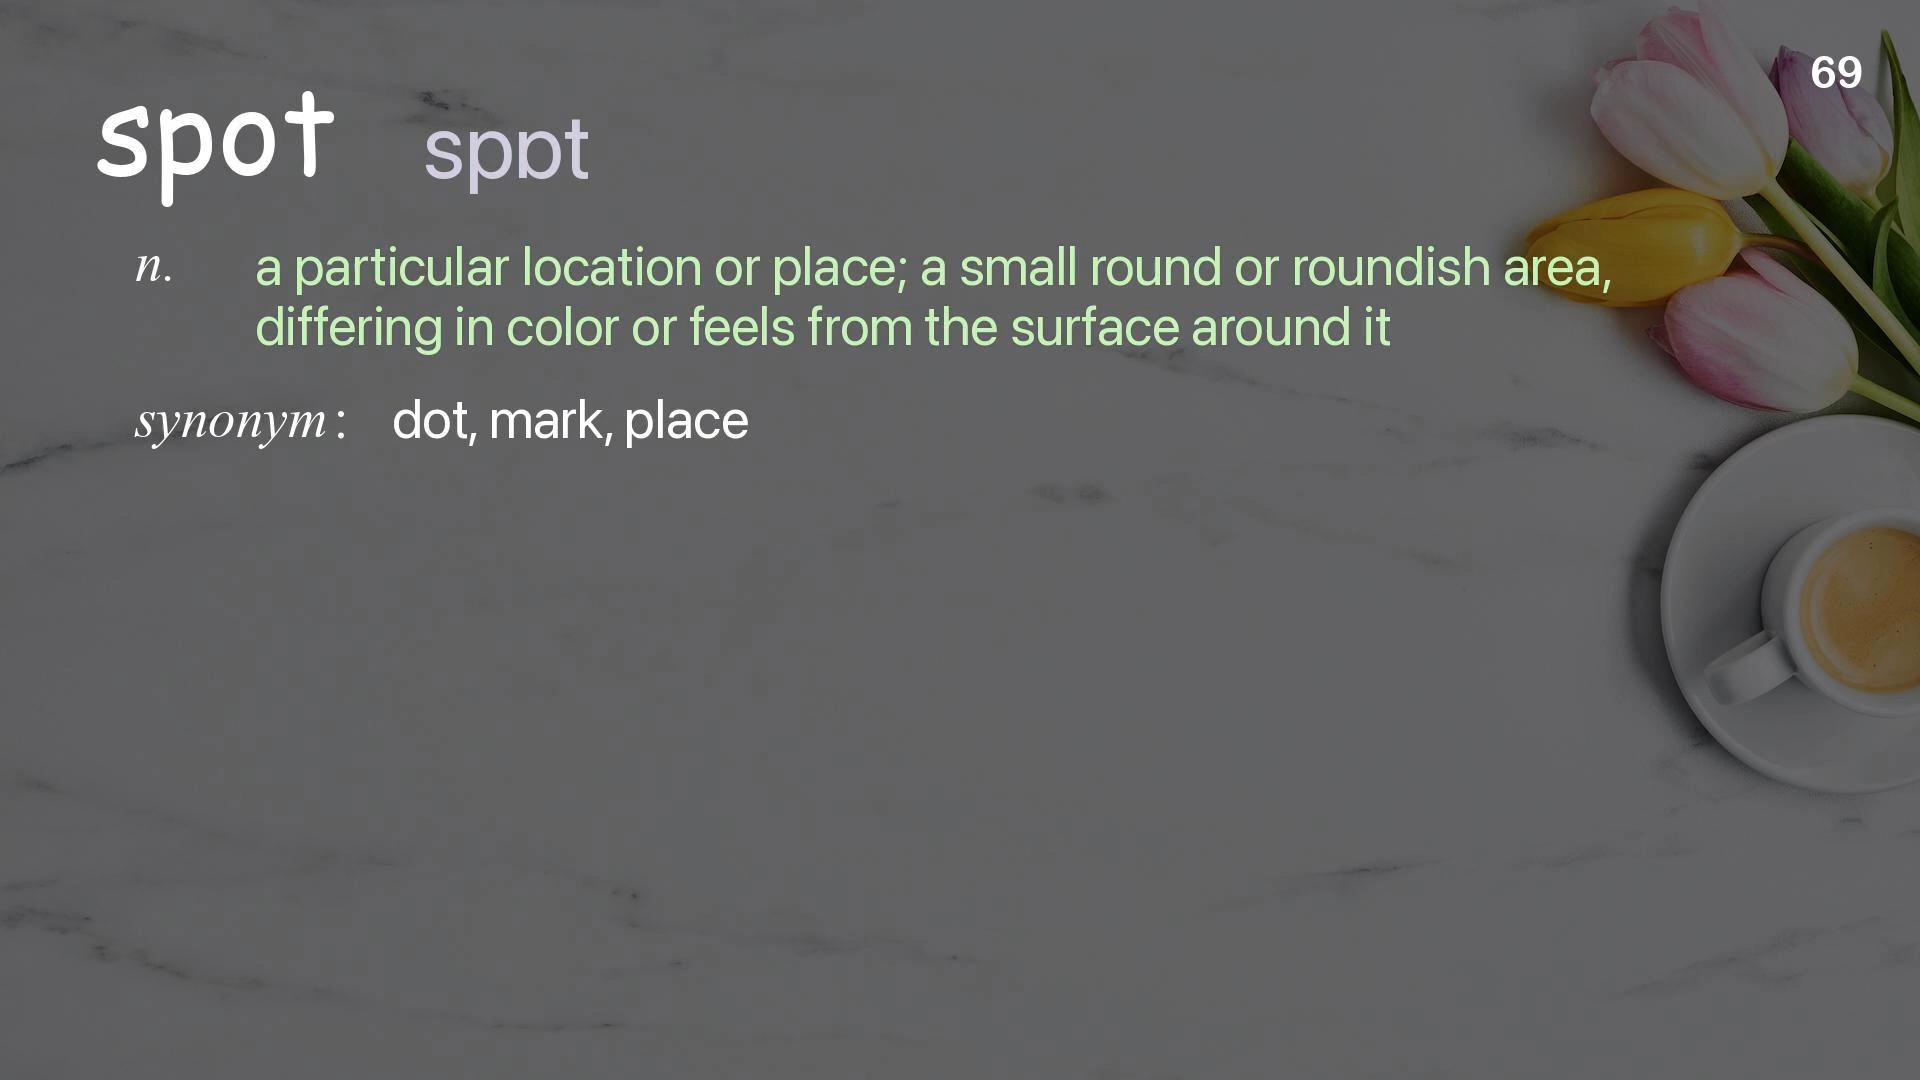 69
spot spɒt
n. a particular location or place; a small round or roundish area,
differing in color or feels from the surface around it
synonym: dot, mark, place